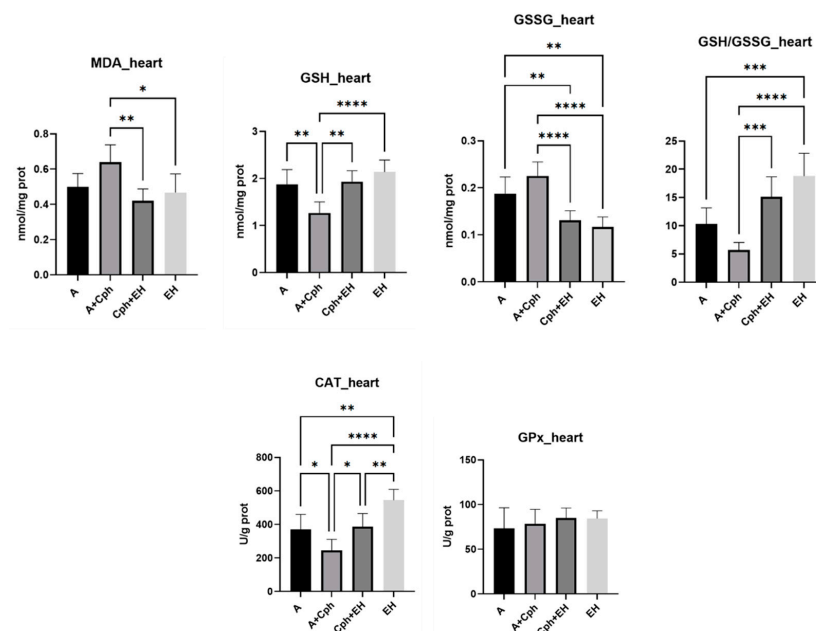 MDA_heart
*
**
nmol/mg prot
0.8
0.6
0.4
0.2
0.0
A
A+Cph
Cph+EH
EH
GSH_heart
****
**
**
nmol/mg prot
3
2
1
0
A
A+Cph
Cph+EH
EH
GSSG_heart
**
**
****
****
nmol/mg prot
0.3
0.2
0.1
0.0
A
A+Cph
Cph+EH
EH
GSH/GSSG_heart
***
****
***
25
20
15
10
5
0
A
A+Cph
Cph+EH
EH
CAT_heart
**
****
*
*
**
U/g prot
800
600
400
200
0
A
A+Cph
Cph+EH
EH
GPx_heart
U/g prot
150
100
50
0
A
A+Cph
Cph+EH
EH